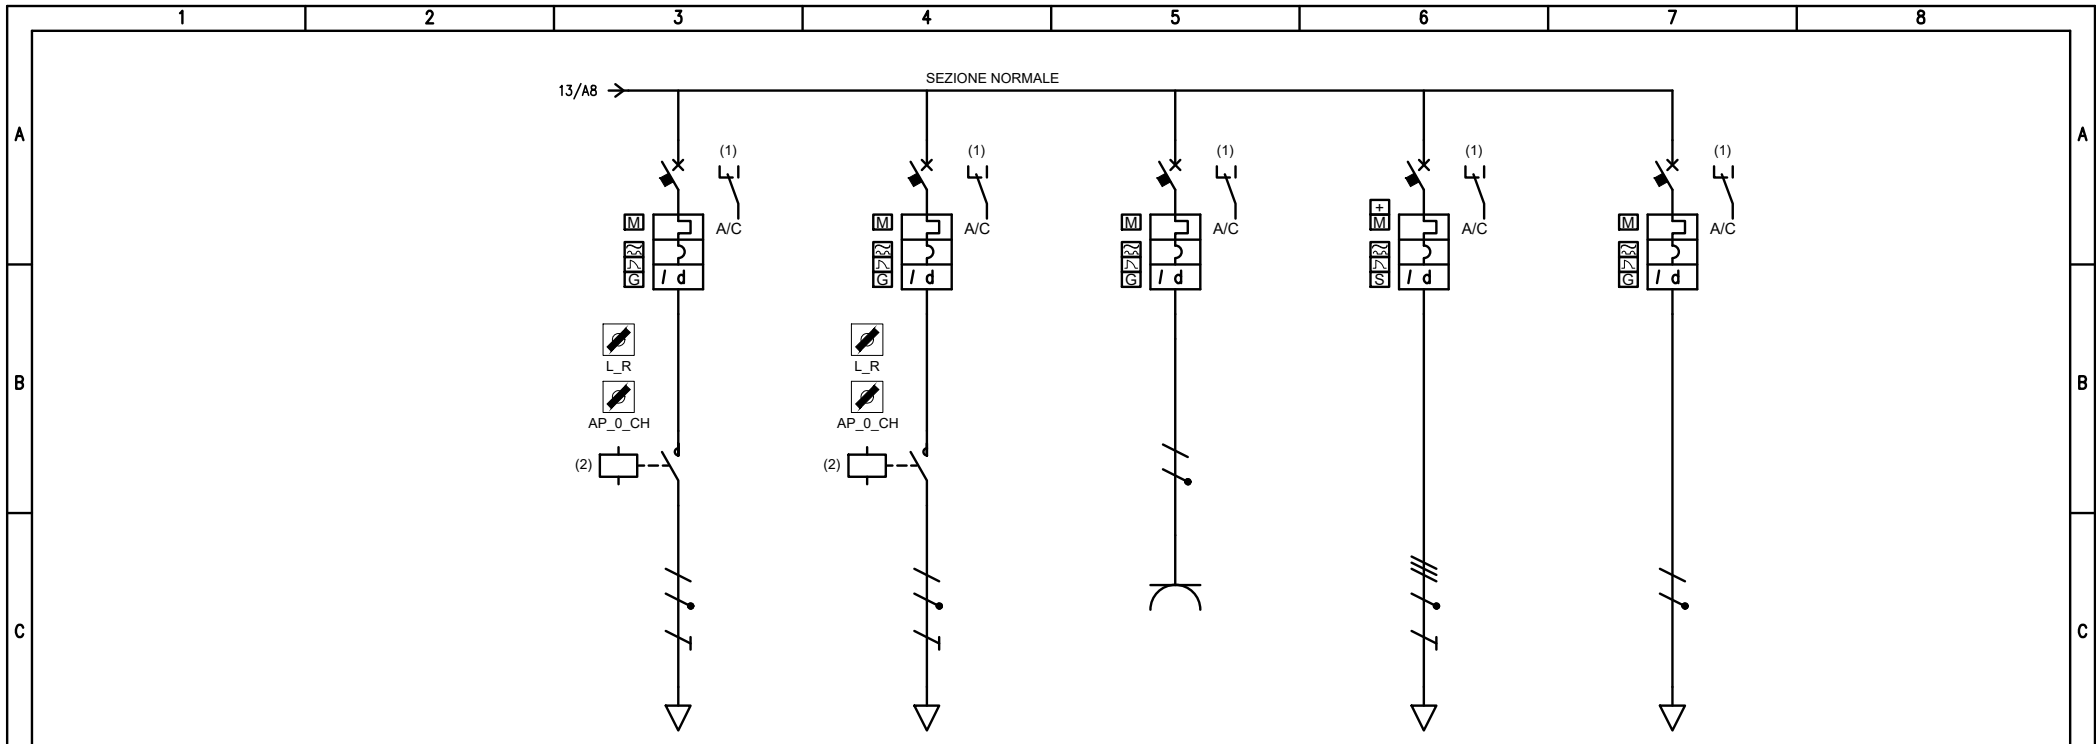 1 2 3 4 5 6 7 8
SEZIONE NORMALE
13/A8
A A
(1) (1) (1) (1) (1)
+
M M M M M
A/C A/C A/C A/C A/C
G I d G I d G I d S I d G I d
L_R L_R
B B
AP_0_CH AP_0_CH
(2) (2)
C C